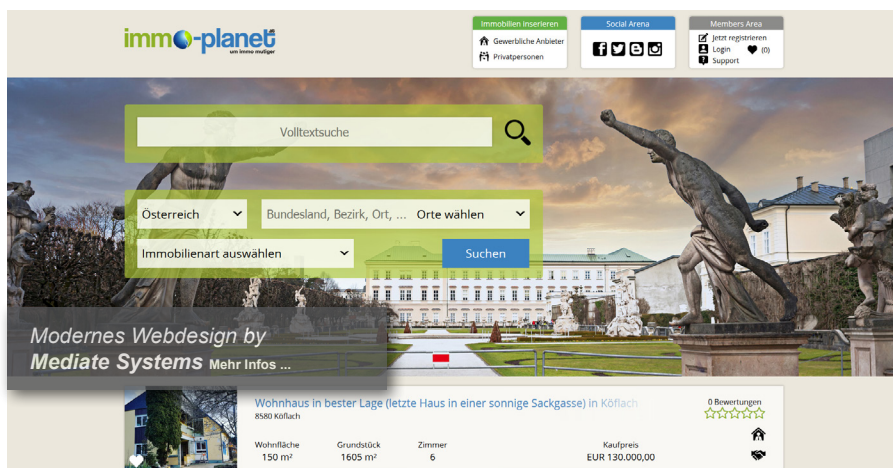 immo-planet
um immo mutiger
Immobilien inserieren
Gewerbliche Anbieter
Privatpersonen
Social Arena
Members Area
Jetzt registrieren
Login (0)
Support
Volltextsuche
Österreich
Bundesland, Bezirk, Ort, ... Orte wählen
Immobilienart auswählen
Suchen
Modernes Webdesign by
Mediate Systems Mehr Infos ...
Wohnhaus in bester Lage (letzte Haus in einer sonnige Sackgasse) in Köflach
8580 Köflach
0 Bewertungen
Wohnfläche Grundstück Zimmer Kaufpreis
150 m² 1605 m² 6 EUR 130.000,00